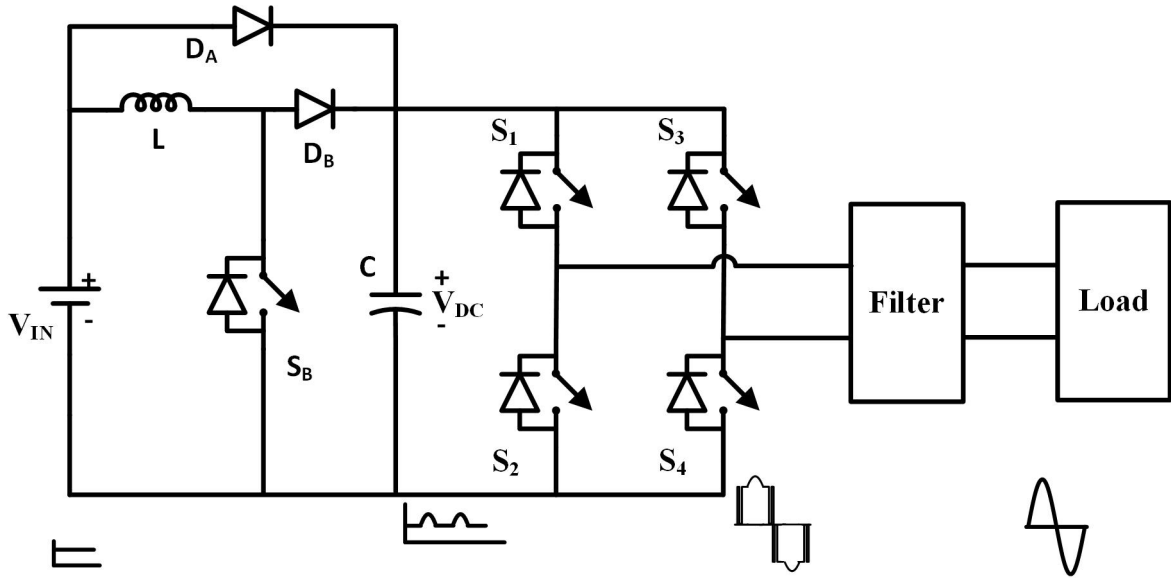 D_A
L
D_B
S_1
S_3
+
V_IN
-
S_B
C
+
V_DC
-
Filter
Load
S_2
S_4